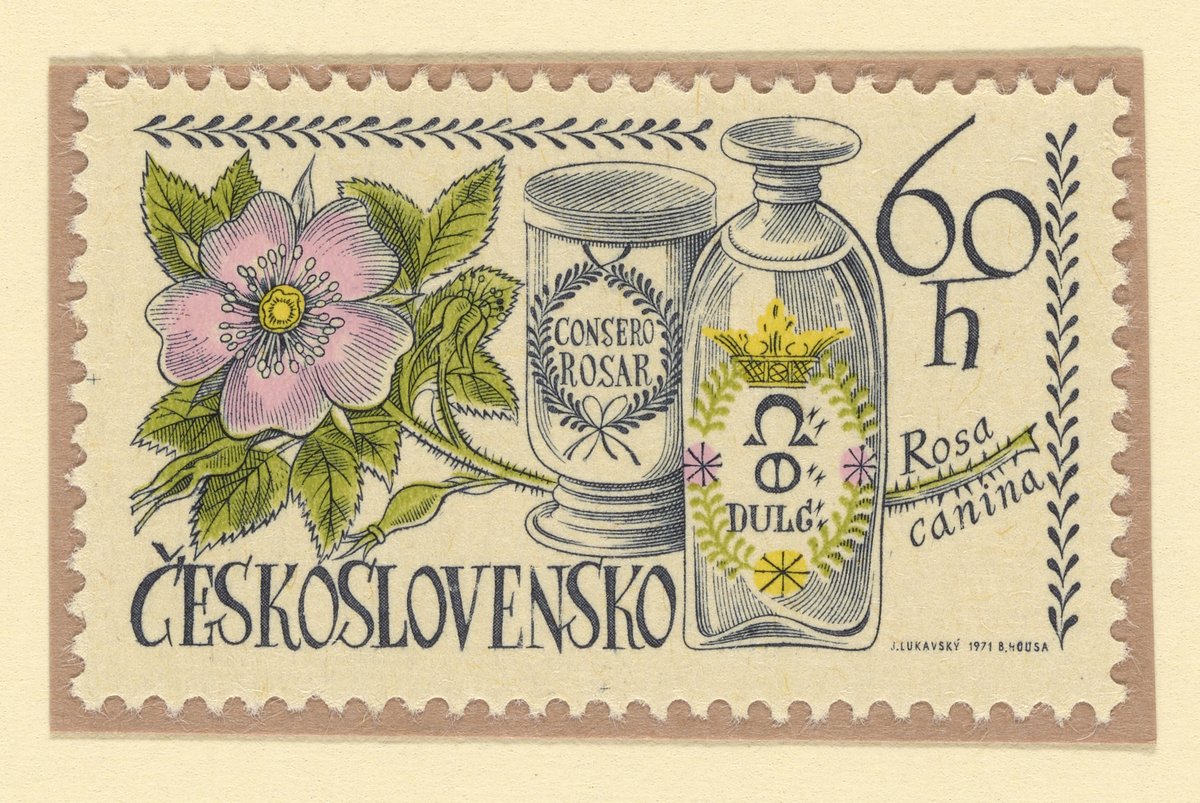 60
h
CONSERO
ROSAR
DULC
Rosa
canina
ČESKOSLOVENSKO
J.LUKAVSKÝ 1971 B.HOUSA